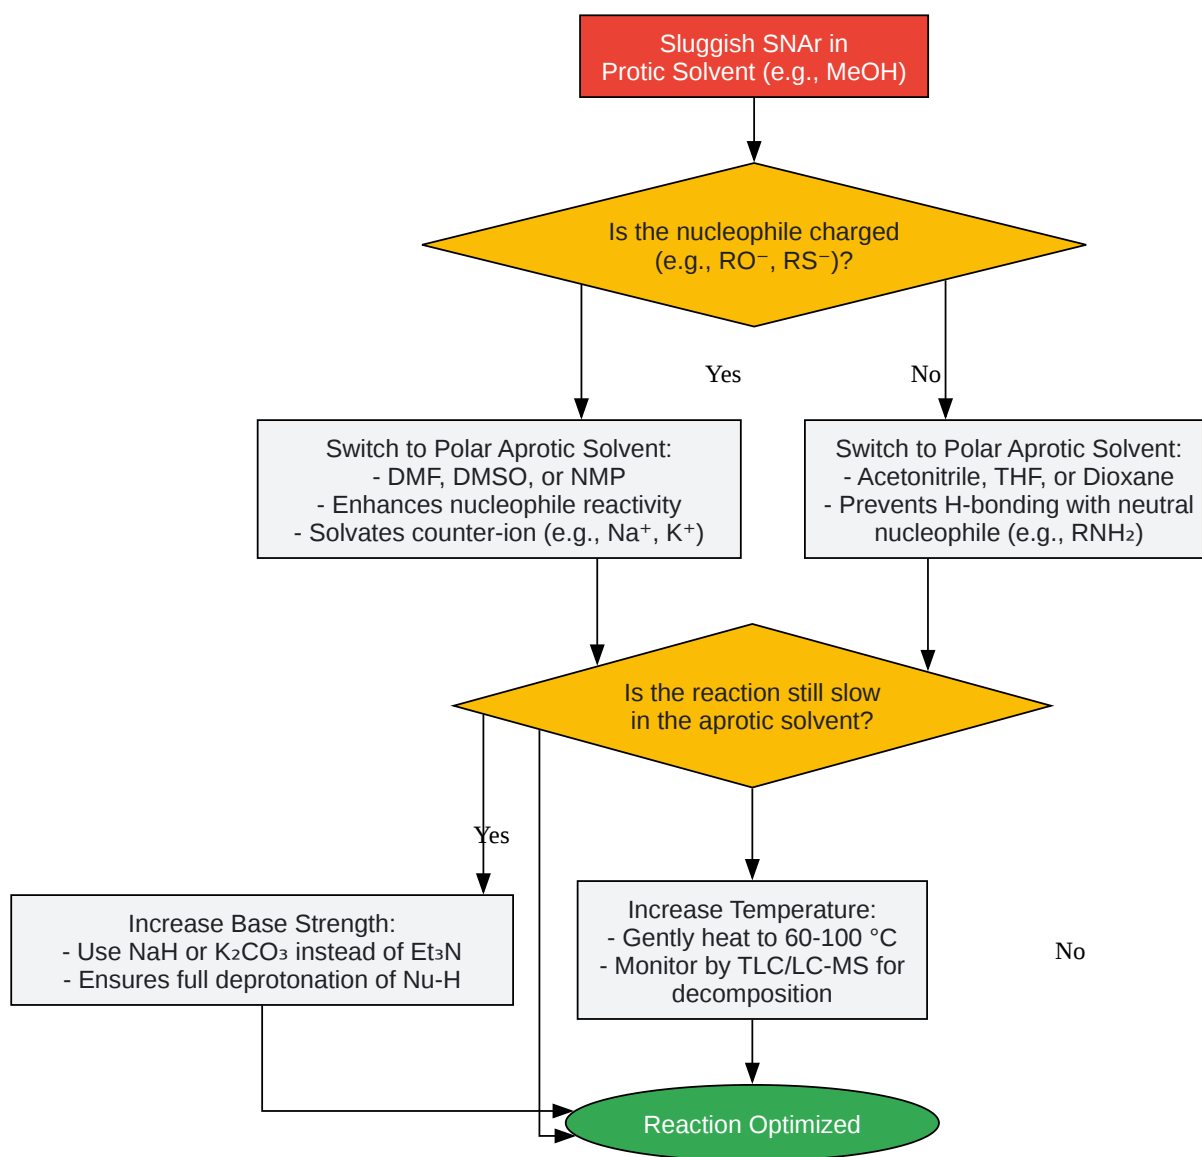 Sluggish SNAr in
Protic Solvent (e.g., MeOH)
Is the nucleophile charged
(e.g., RO⁻, RS⁻)?
Yes
No
Switch to Polar Aprotic Solvent:
- DMF, DMSO, or NMP
- Enhances nucleophile reactivity
- Solvates counter-ion (e.g., Na⁺, K⁺)
Switch to Polar Aprotic Solvent:
- Acetonitrile, THF, or Dioxane
- Prevents H-bonding with neutral
nucleophile (e.g., RNH₂)
Is the reaction still slow
in the aprotic solvent?
Yes
Increase Base Strength:
- Use NaH or K₂CO₃ instead of Et₃N
- Ensures full deprotonation of Nu-H
Increase Temperature:
- Gently heat to 60-100 °C
- Monitor by TLC/LC-MS for
decomposition
No
Reaction Optimized